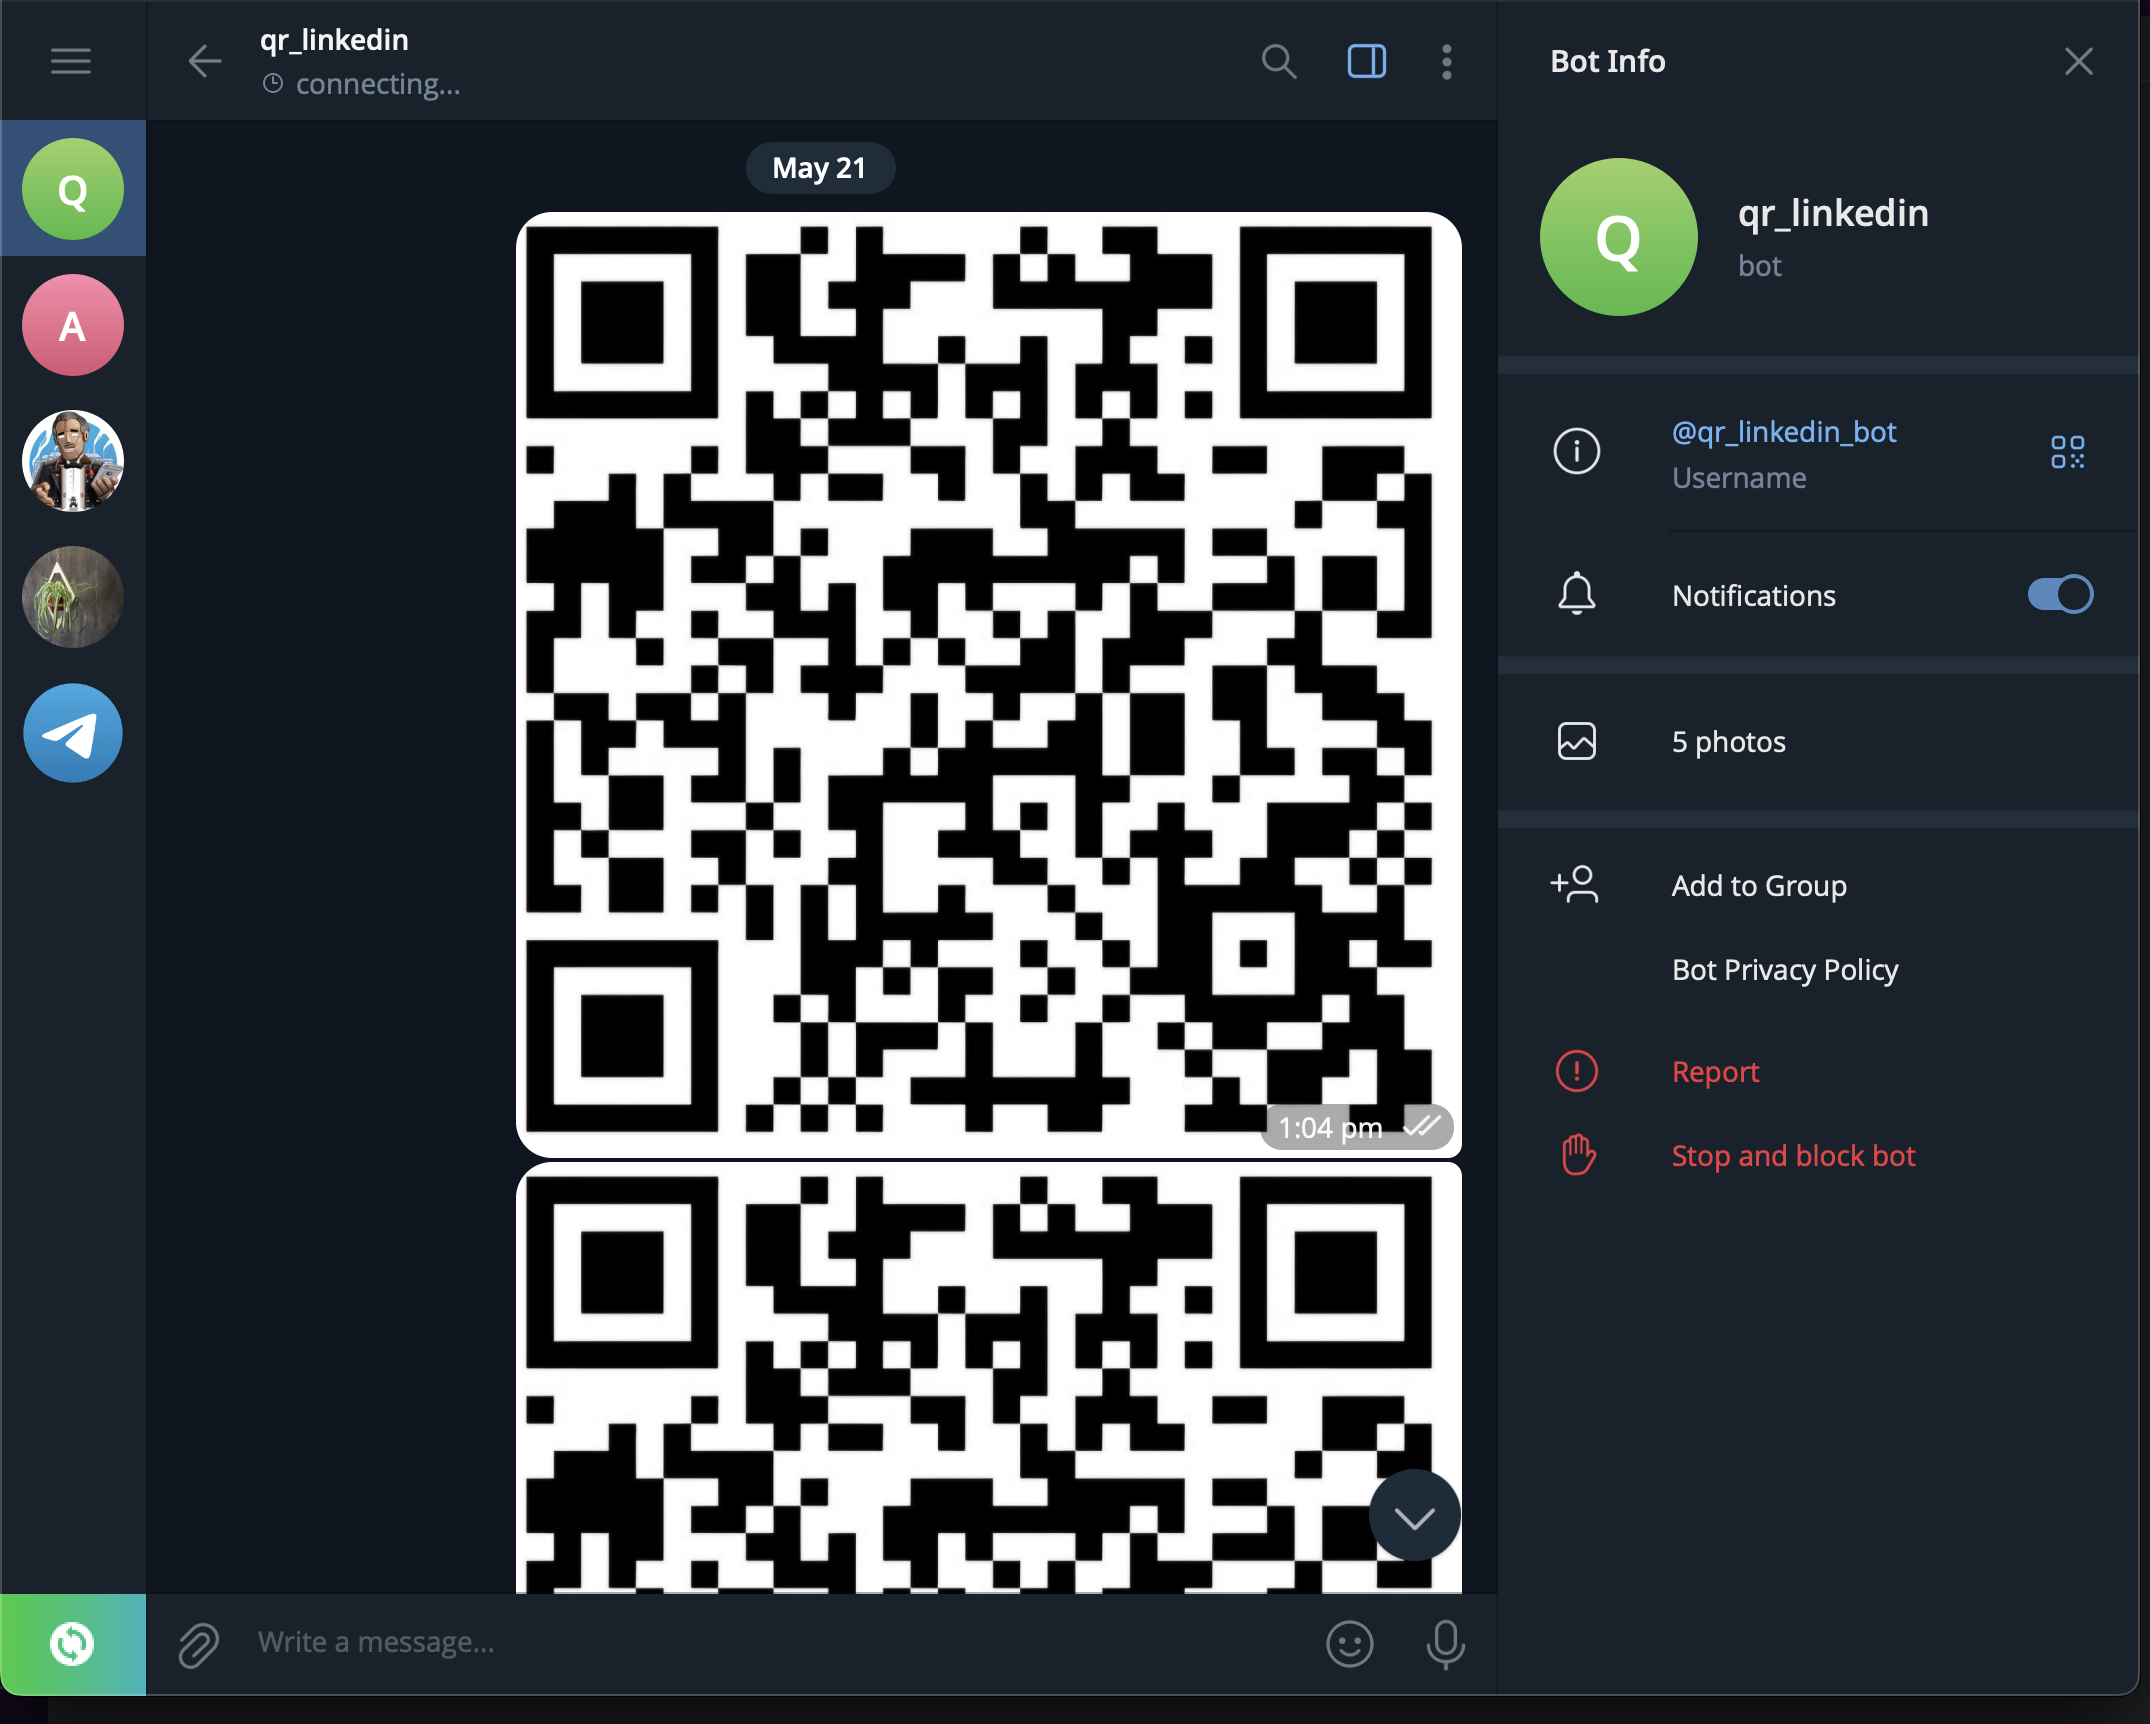 qr_linkedin
connecting...
Bot Info
Q
A
May 21
Q
qr_linkedin
bot
@qr_linkedin_bot
Username
Notifications
5 photos
Add to Group
Bot Privacy Policy
Report
Stop and block bot
1:04 pm
Write a message...